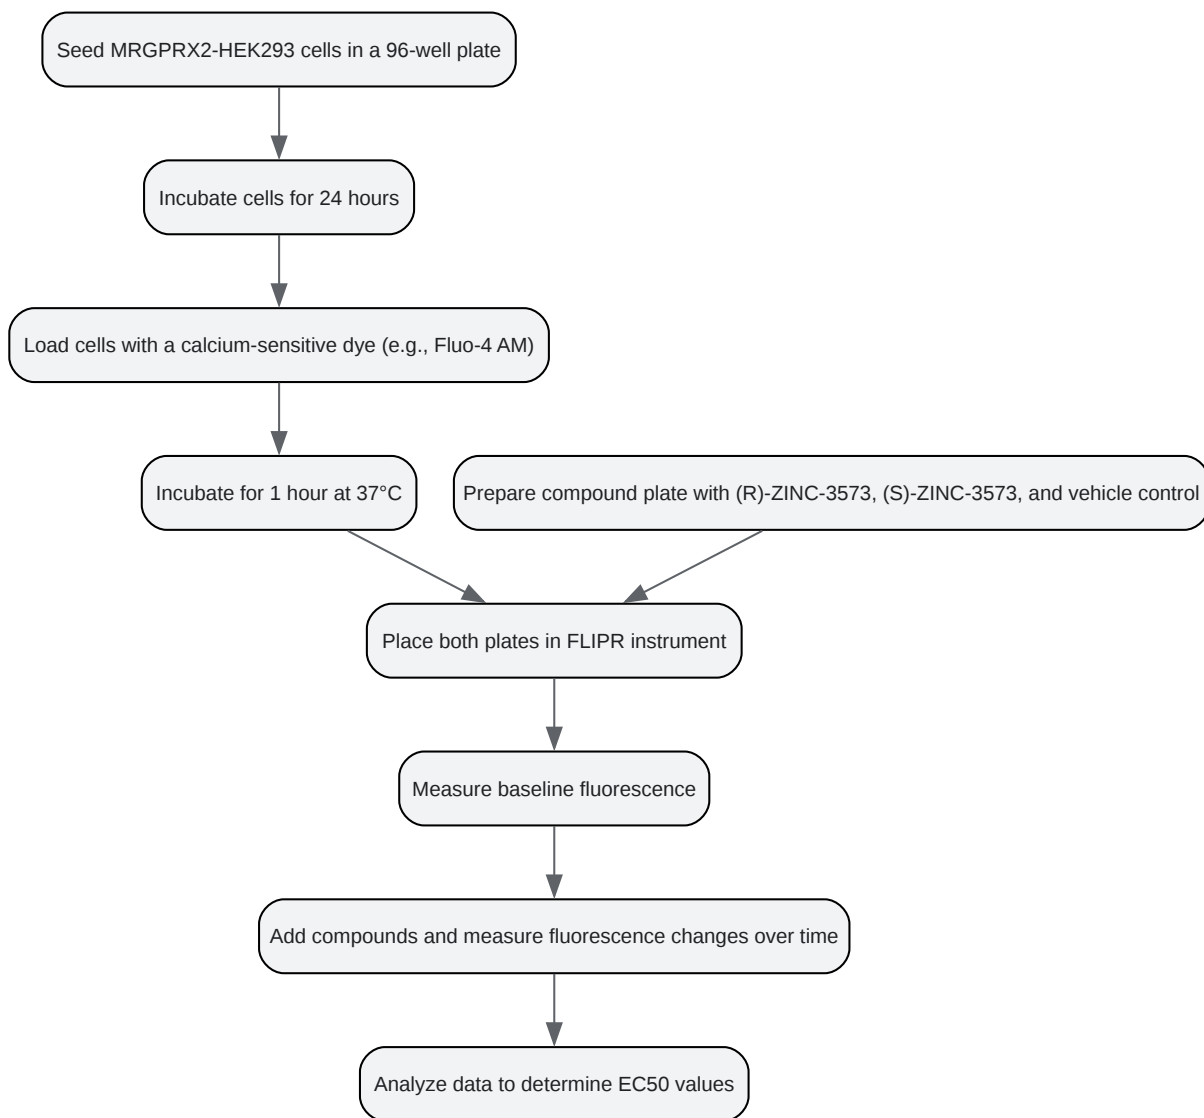 Seed MRGPRX2-HEK293 cells in a 96-well plate
Incubate cells for 24 hours
Load cells with a calcium-sensitive dye (e.g., Fluo-4 AM)
Incubate for 1 hour at 37°C
Prepare compound plate with (R)-ZINC-3573, (S)-ZINC-3573, and vehicle control
Place both plates in FLIPR instrument
Measure baseline fluorescence
Add compounds and measure fluorescence changes over time
Analyze data to determine EC50 values